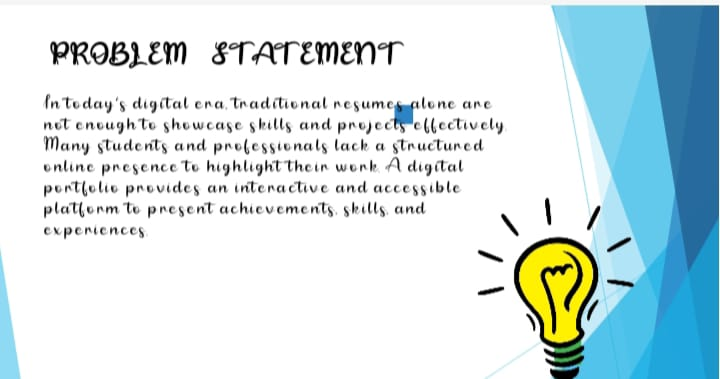 PROBLEM STATEMENT
In today's digital era, traditional resumes alone are
not enough to showcase skills and projects effectively.
Many students and professionals lack a structured
online presence to highlight their work. A digital
portfolio provides an interactive and accessible
platform to present achievements, skills, and
experiences.